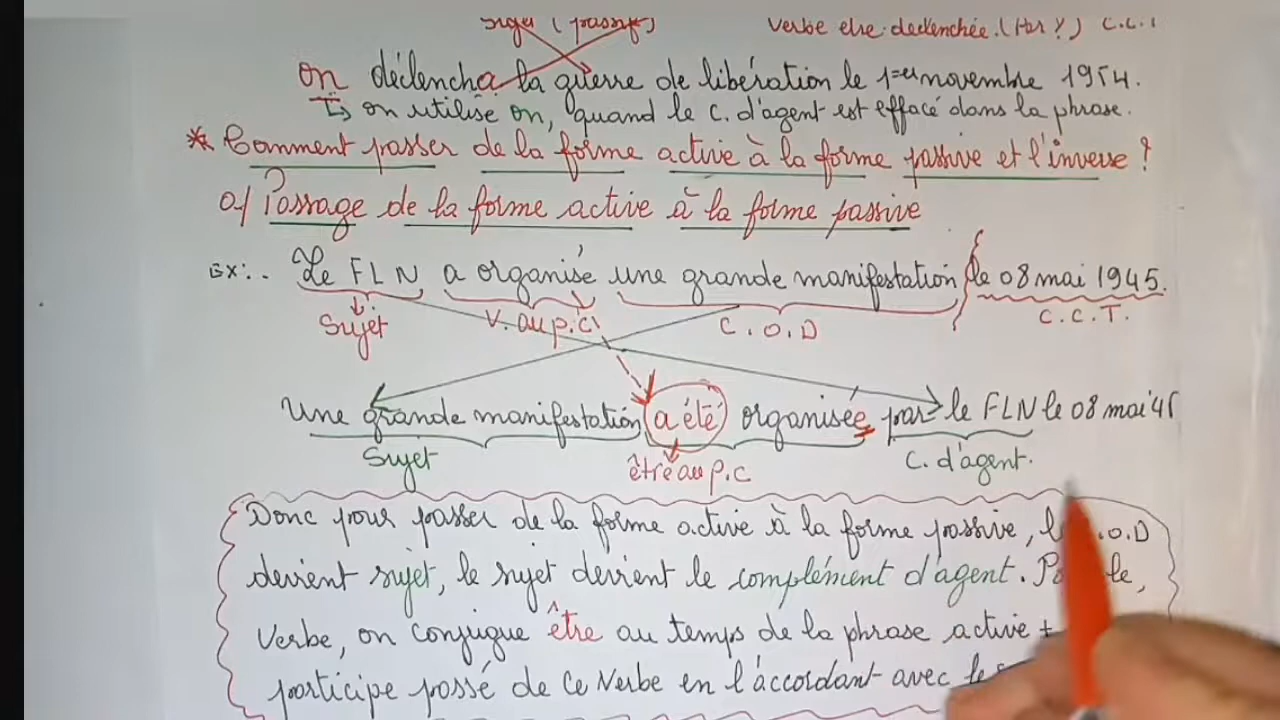 sujet (passif) Verbe être déclenchée. (Par ?) C.C.T
on déclencha la guerre de libération le 1er novembre 1954.
↳ on utilise on, quand le c. d'agent est effacé dans la phrase.
* Comment passer de la forme active à la forme passive et l'inverse ?
a/ Passage de la forme active à la forme passive
Ex:. Le FLN a organisé une grande manifestation le 08 mai 1945.
Sujet V. au p.c C.O.D C.C.T.
Une grande manifestation a été organisée par le FLN le 08 mai 45
Sujet être au p.c C. d'agent.
Donc pour passer de la forme active à la forme passive, .O.D
devient sujet, le sujet devient le complément d'agent. le,
Verbe, on conjugue être au temps de la phrase active +
participe passé de ce verbe en l'accordant avec le